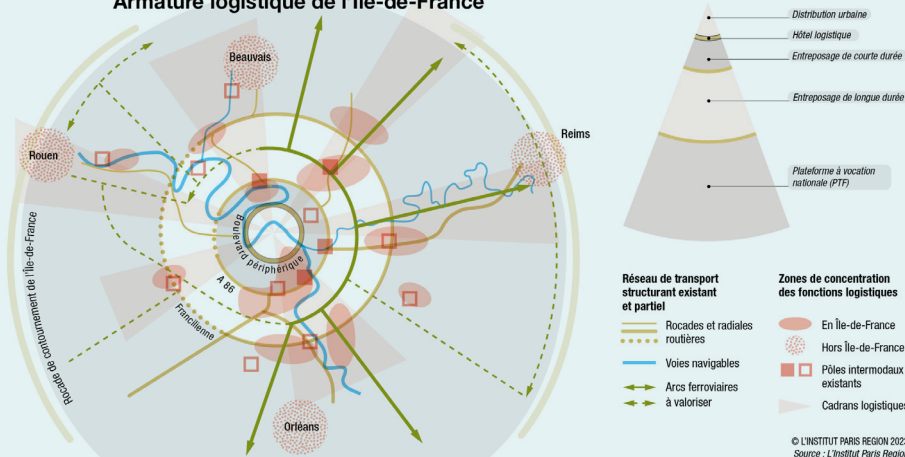 Armature logistique de l'Île-de-France
Beauvais
Rouen
Reims
Orléans
Boulevard périphérique
A 86
Francilienne
Rocade de contournement de l'Île-de-France
Distribution urbaine
Hôtel logistique
Entreposage de courte durée
Entreposage de longue durée
Plateforme à vocation
nationale (PTF)
Réseau de transport
structurant existant
et partiel
Rocades et radiales
routières
Voies navigables
Arcs ferroviaires
à valoriser
Zones de concentration
des fonctions logistiques
En Île-de-France
Hors Île-de-France
Pôles intermodaux
existants
Cadrans logistiques
© L'INSTITUT PARIS REGION 2023
Source : L'Institut Paris Region